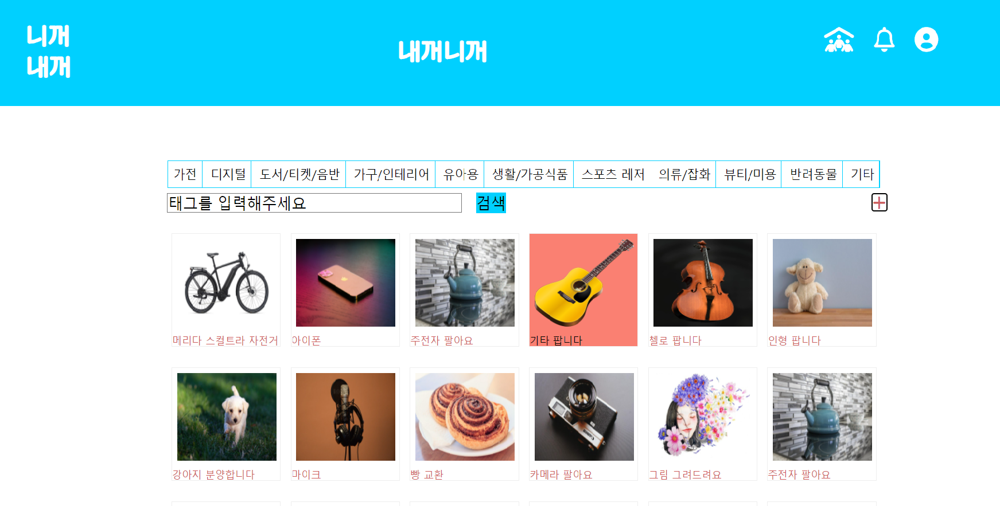 니꺼
내꺼
내꺼니꺼
가전 디지털 도서/티켓/음반 가구/인테리어 유아용 생활/가공식품 스포츠 레저 의류/잡화 뷰티/미용 반려동물 기타
태그를 입력해주세요 검색
메리다 스컬트라 자전거 아이폰 주전자 팔아요 기타 팝니다 첼로 팝니다 인형 팝니다
강아지 분양합니다 마이크 빵 교환 카메라 팔아요 그림 그려드려요 주전자 팔아요